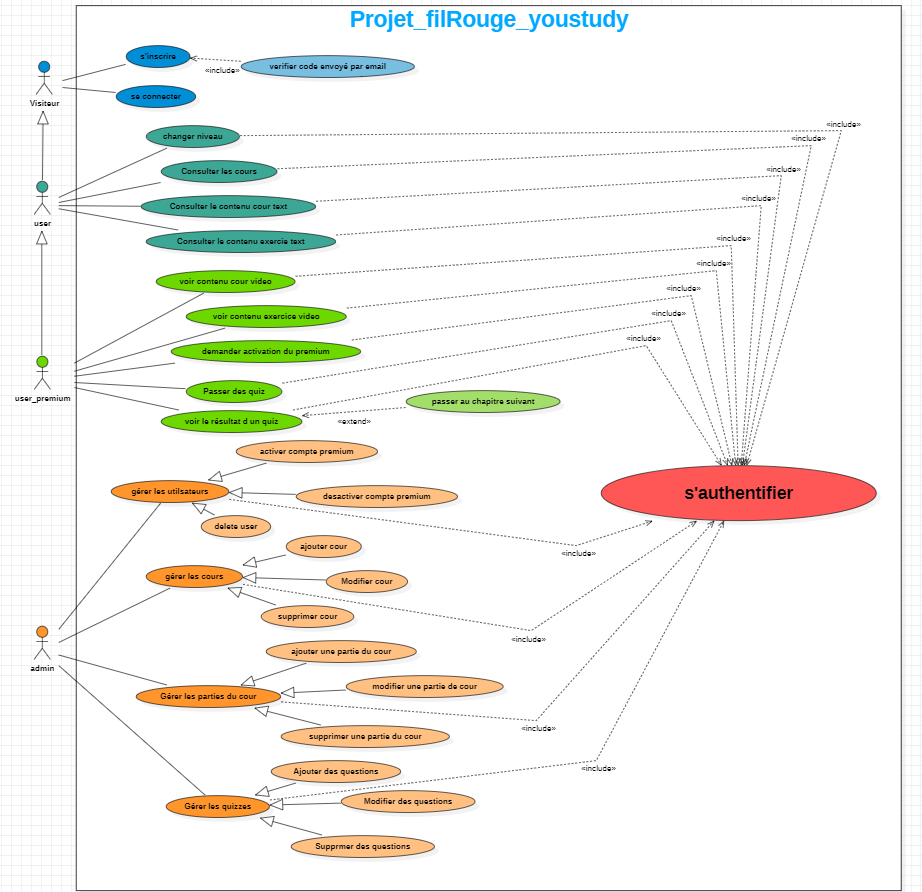 Projet_filRouge_youstudy
s'inscrire
«include»
verifier code envoyé par email
Visiteur
se connecter
changer niveau
«include»
«include»
Consulter les cours
«include»
user
Consulter le contenu cour text
«include»
Consulter le contenu exercie text
«include»
voir contenu cour video
«include»
«include»
voir contenu exercice video
«include»
demander activation du premium
«include»
user_premium
Passer des quiz
passer au chapitre suivant
voir le résultat d un quiz
«extend»
activer compte premium
gérer les utilsateurs
desactiver compte premium
s'authentifier
delete user
ajouter cour
«include»
gérer les cours
Modifier cour
supprimer cour
«include»
admin
ajouter une partie du cour
modifier une partie de cour
Gérer les parties du cour
supprimer une partie du cour
«include»
Ajouter des questions
«include»
Gérer les quizzes
Modifier des questions
Supprmer des questions